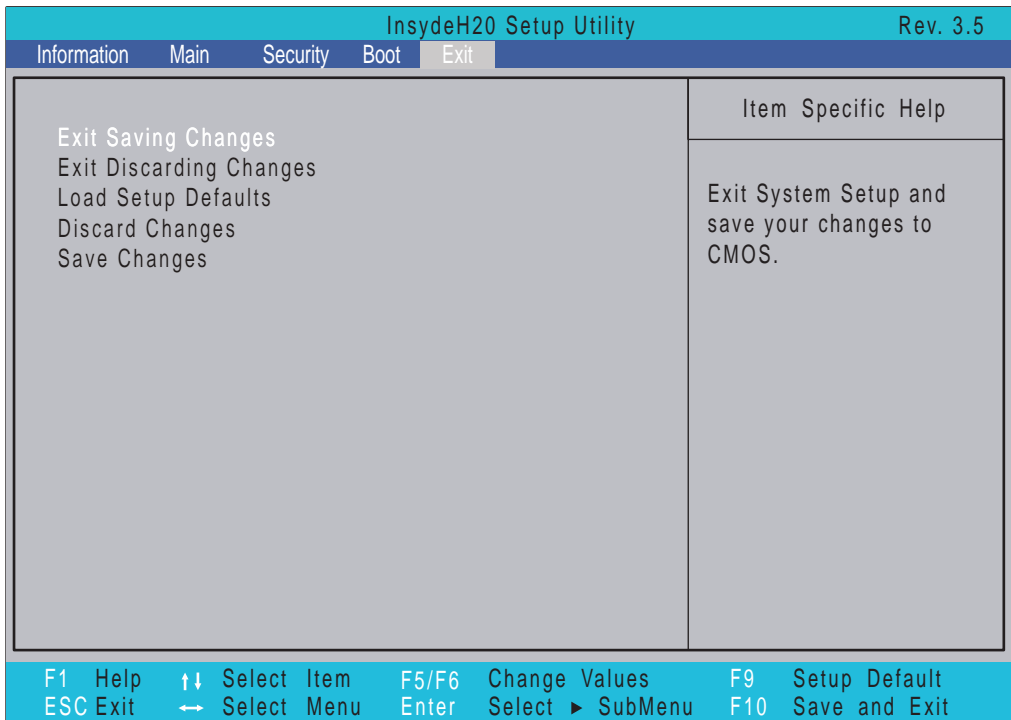 InsydeH20 Setup Utility Rev. 3.5
Information Main Security Boot Exit
Exit Saving Changes
Exit Discarding Changes
Load Setup Defaults
Discard Changes
Save Changes
Item Specific Help
Exit System Setup and
save your changes to
CMOS.
F1 Help ↑↓ Select Item F5/F6 Change Values F9 Setup Default
ESC Exit ↔ Select Menu Enter Select ► SubMenu F10 Save and Exit